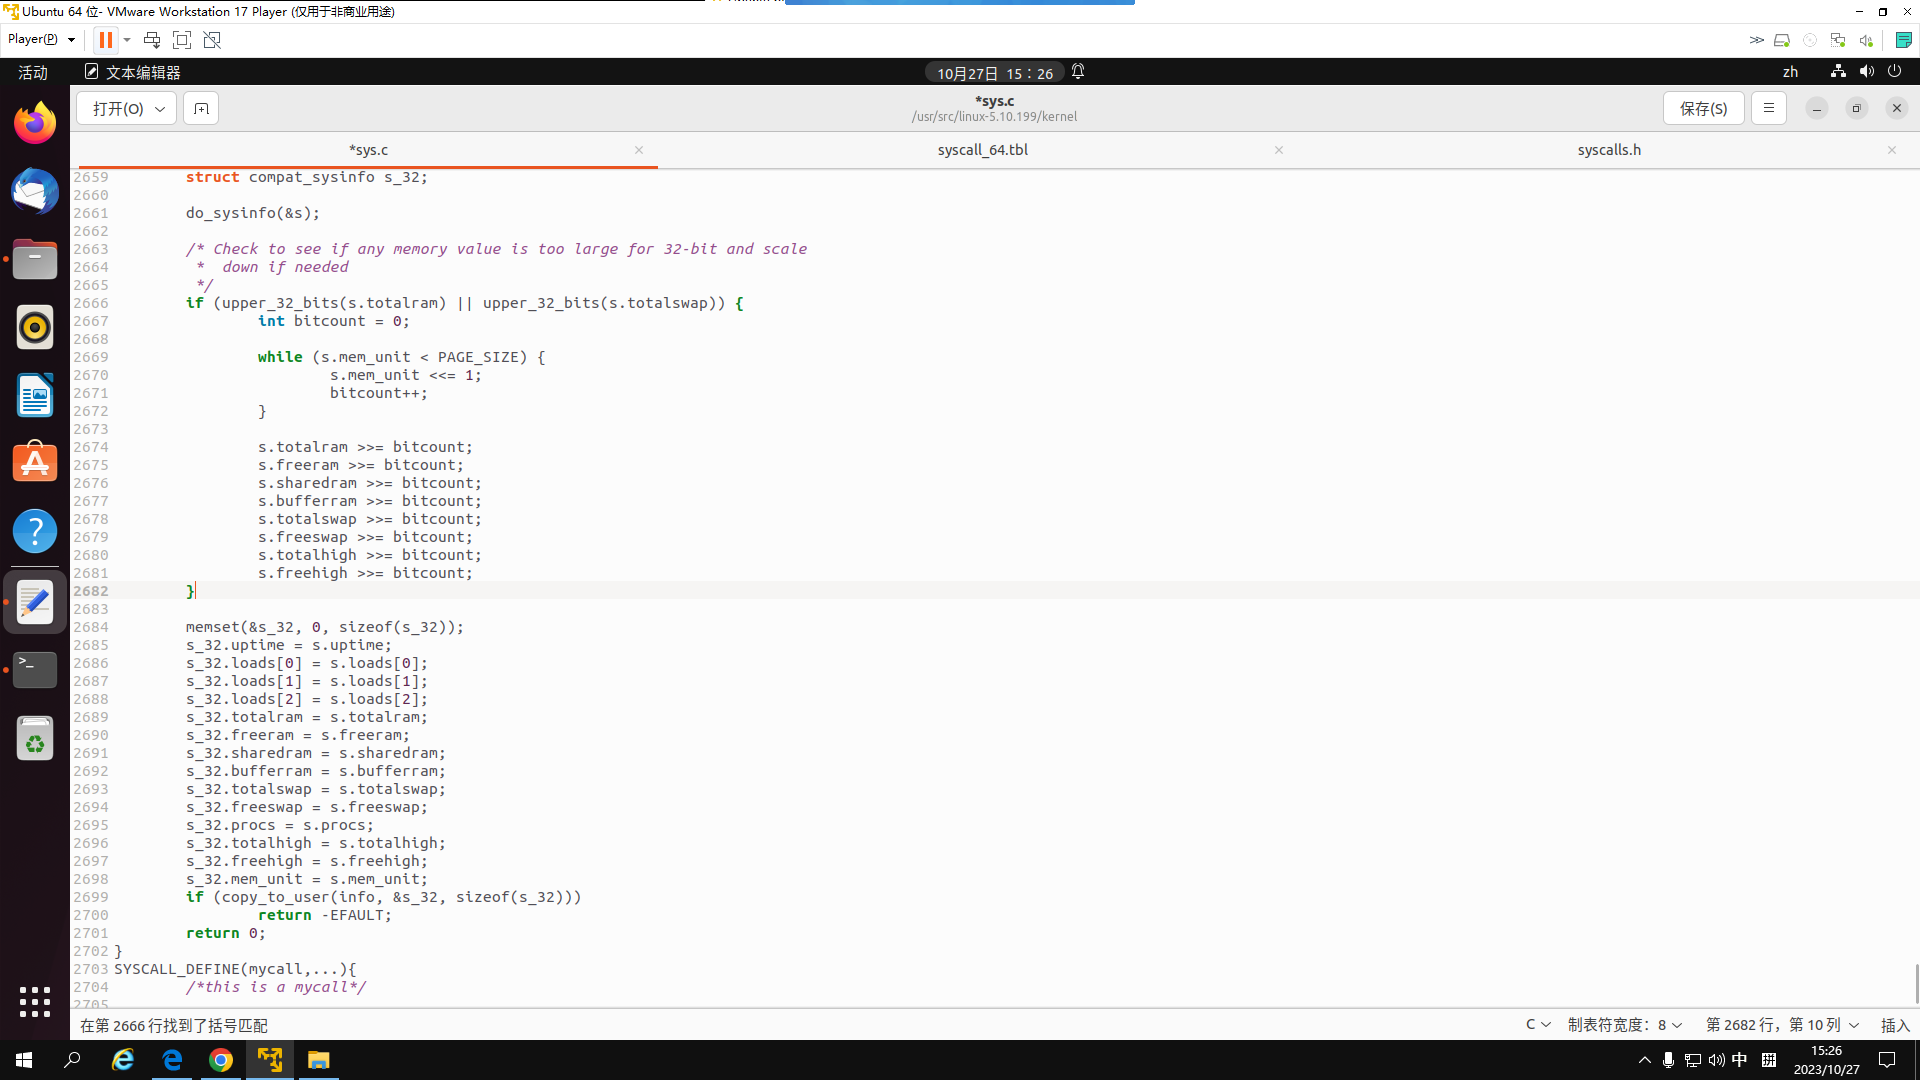 Ubuntu 64 位- VMware Workstation 17 Player (仅用于非商业用途)
Player(P)
活动
文本编辑器
10月27日 15：26
zh
打开(O)
*sys.c
/usr/src/linux-5.10.199/kernel
保存(S)
*sys.c
syscall_64.tbl
syscalls.h
2659 struct compat_sysinfo s_32;
2660
2661 do_sysinfo(&s);
2662
2663 /* Check to see if any memory value is too large for 32-bit and scale
2664 *  down if needed
2665 */
2666 if (upper_32_bits(s.totalram) || upper_32_bits(s.totalswap)) {
2667 int bitcount = 0;
2668
2669 while (s.mem_unit < PAGE_SIZE) {
2670 s.mem_unit <<= 1;
2671 bitcount++;
2672 }
2673
2674 s.totalram >>= bitcount;
2675 s.freeram >>= bitcount;
2676 s.sharedram >>= bitcount;
2677 s.bufferram >>= bitcount;
2678 s.totalswap >>= bitcount;
2679 s.freeswap >>= bitcount;
2680 s.totalhigh >>= bitcount;
2681 s.freehigh >>= bitcount;
2682 }
2683
2684 memset(&s_32, 0, sizeof(s_32));
2685 s_32.uptime = s.uptime;
2686 s_32.loads[0] = s.loads[0];
2687 s_32.loads[1] = s.loads[1];
2688 s_32.loads[2] = s.loads[2];
2689 s_32.totalram = s.totalram;
2690 s_32.freeram = s.freeram;
2691 s_32.sharedram = s.sharedram;
2692 s_32.bufferram = s.bufferram;
2693 s_32.totalswap = s.totalswap;
2694 s_32.freeswap = s.freeswap;
2695 s_32.procs = s.procs;
2696 s_32.totalhigh = s.totalhigh;
2697 s_32.freehigh = s.freehigh;
2698 s_32.mem_unit = s.mem_unit;
2699 if (copy_to_user(info, &s_32, sizeof(s_32)))
2700 return -EFAULT;
2701 return 0;
2702 }
2703 SYSCALL_DEFINE(mycall,...){
2704 /*this is a mycall*/
2705
在第 2666 行找到了括号匹配
C
制表符宽度：8
第 2682 行，第 10 列
插入
中
拼
15:26
2023/10/27